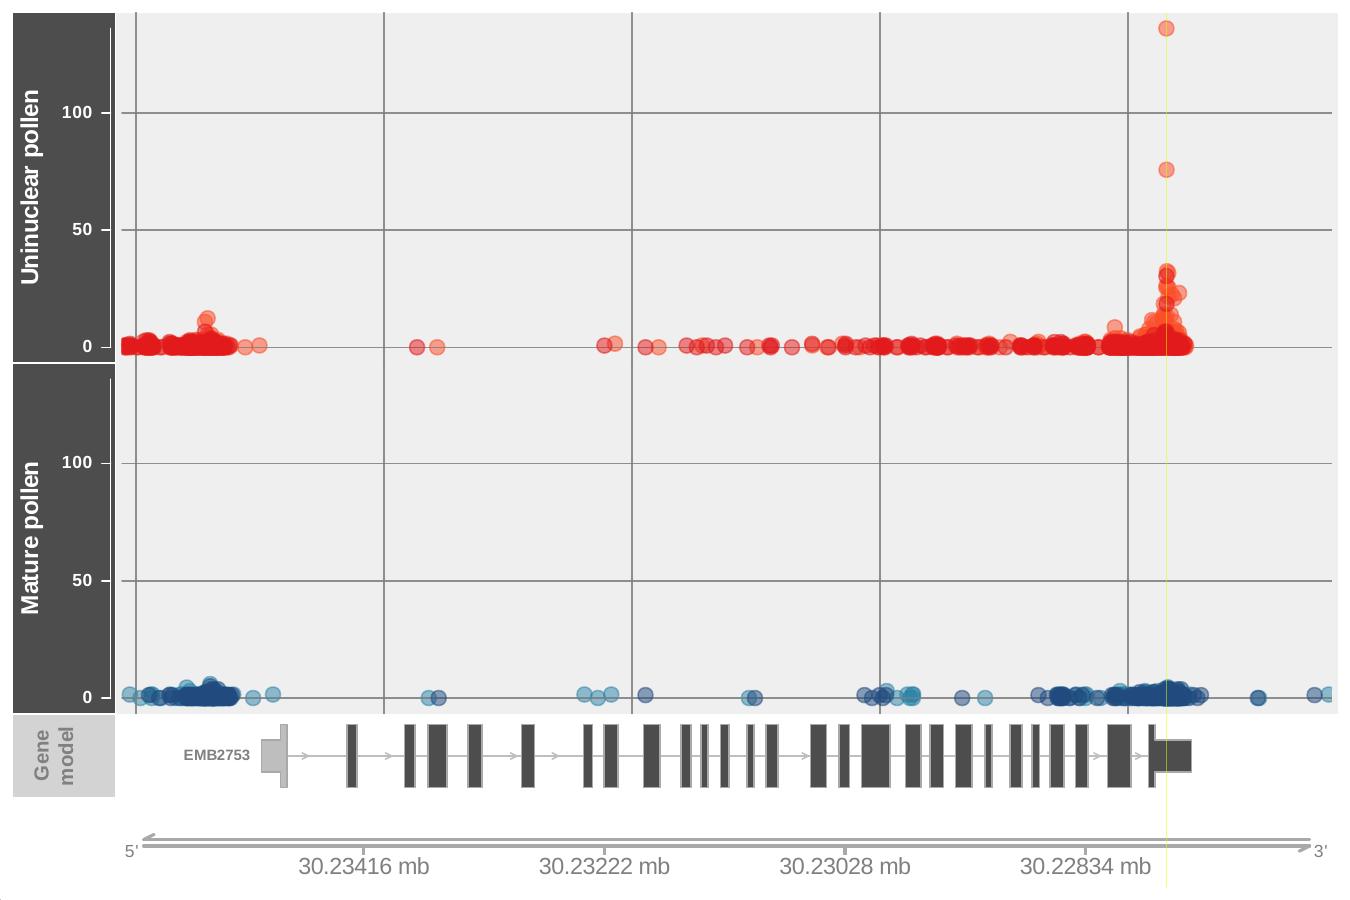 Uninuclear pollen
100
50
0
Mature pollen
100
50
0
Gene
model
EMB2753
5'
3'
30.23416 mb
30.23222 mb
30.23028 mb
30.22834 mb